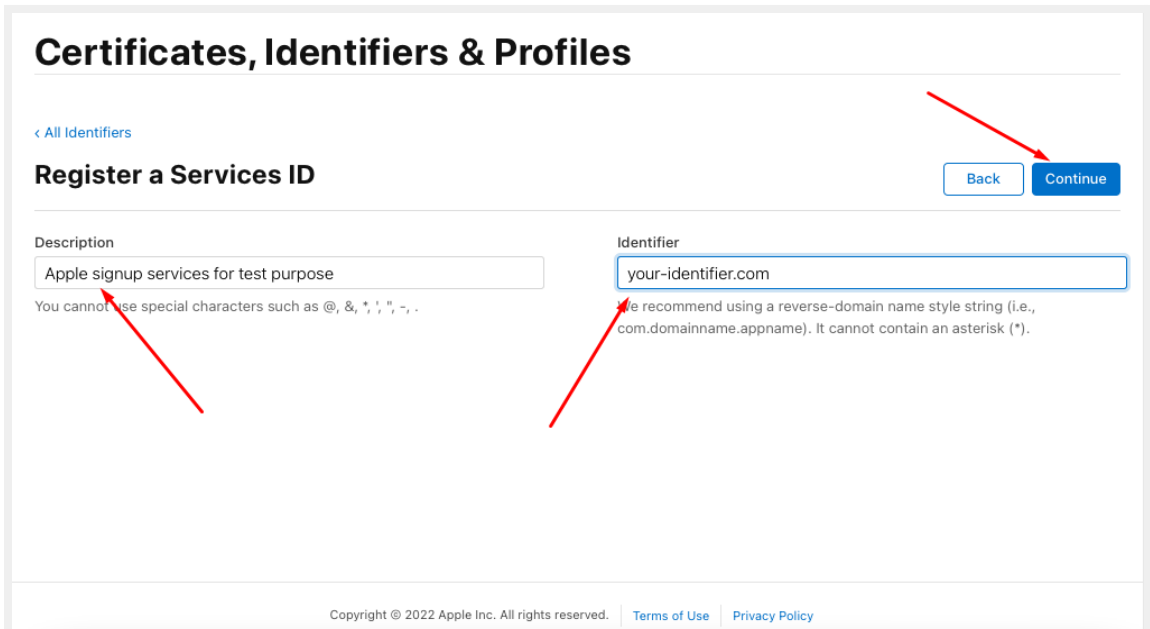 Certificates, Identifiers & Profiles
‹ All Identifiers
Register a Services ID
Back
Continue
Description
Identifier
Apple signup services for test purpose
your-identifier.com
You cannot use special characters such as @, &, *, ', ", -, .
We recommend using a reverse-domain name style string (i.e.,
com.domainname.appname). It cannot contain an asterisk (*).
Copyright © 2022 Apple Inc. All rights reserved.
Terms of Use
Privacy Policy